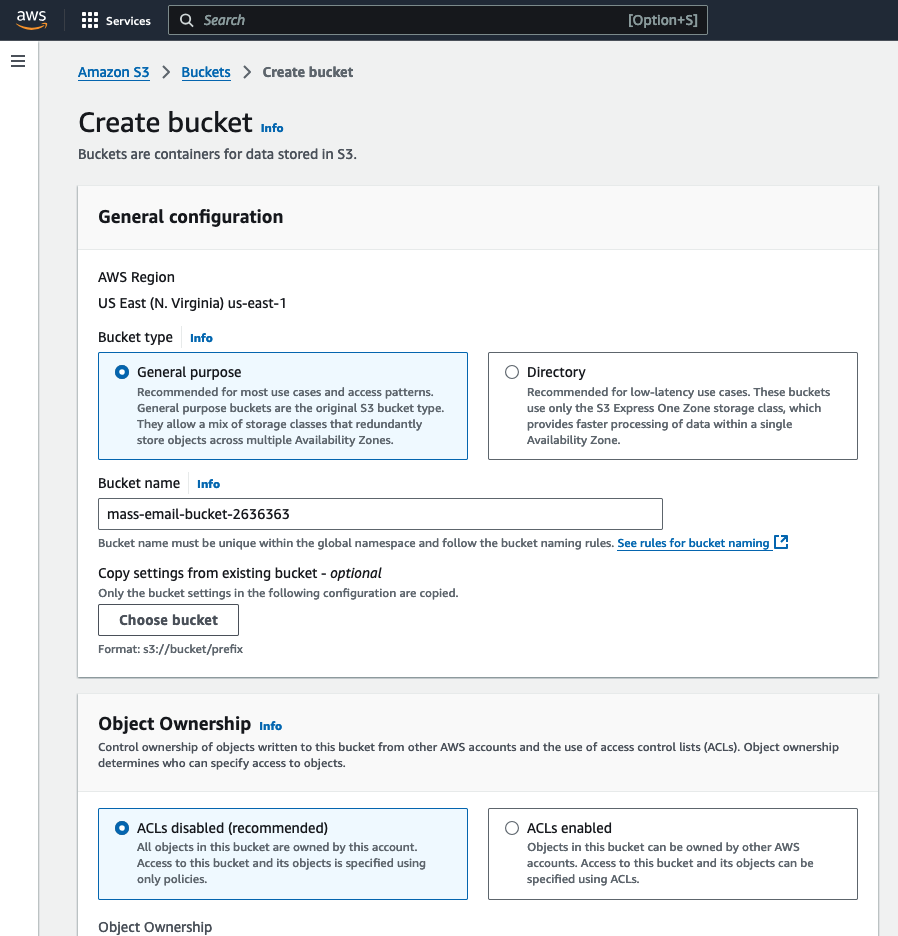 aws
Services
Search
[Option+S]
Amazon S3 > Buckets > Create bucket
Create bucket Info
Buckets are containers for data stored in S3.
General configuration
AWS Region
US East (N. Virginia) us-east-1
Bucket type Info
General purpose
Recommended for most use cases and access patterns.
General purpose buckets are the original S3 bucket type.
They allow a mix of storage classes that redundantly
store objects across multiple Availability Zones.
Directory
Recommended for low-latency use cases. These buckets
use only the S3 Express One Zone storage class, which
provides faster processing of data within a single
Availability Zone.
Bucket name Info
mass-email-bucket-2636363
Bucket name must be unique within the global namespace and follow the bucket naming rules. See rules for bucket naming
Copy settings from existing bucket - optional
Only the bucket settings in the following configuration are copied.
Choose bucket
Format: s3://bucket/prefix
Object Ownership Info
Control ownership of objects written to this bucket from other AWS accounts and the use of access control lists (ACLs). Object ownership
determines who can specify access to objects.
ACLs disabled (recommended)
All objects in this bucket are owned by this account.
Access to this bucket and its objects is specified using
only policies.
ACLs enabled
Objects in this bucket can be owned by other AWS
accounts. Access to this bucket and its objects can be
specified using ACLs.
Object Ownership